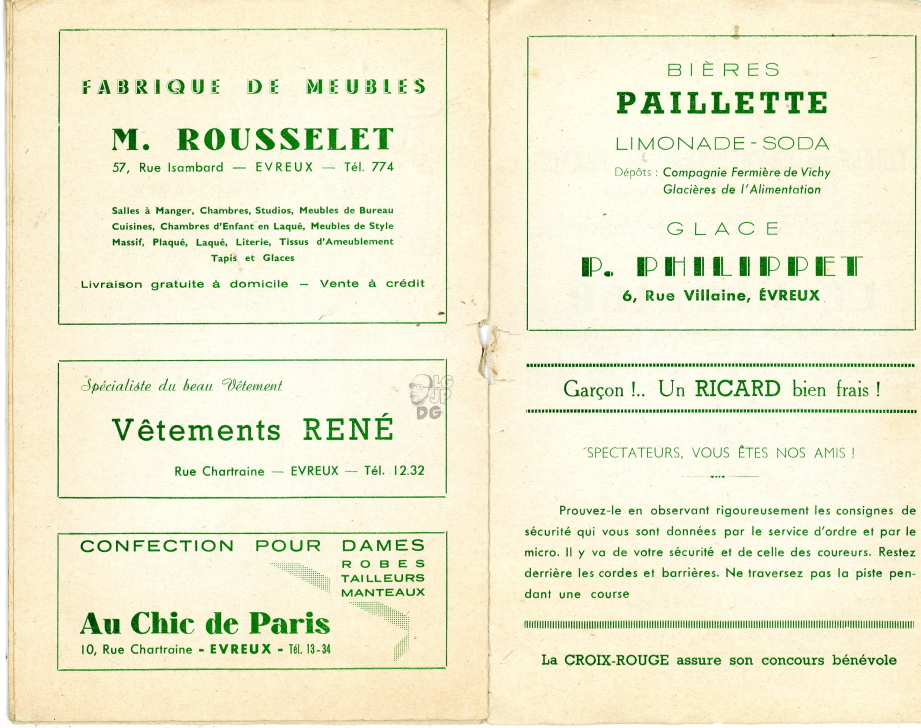 FABRIQUE DE MEUBLES
M. ROUSSELET
57, Rue Isambard — EVREUX — Tél. 774
Salles à Manger, Chambres, Studios, Meubles de Bureau
Cuisines, Chambres d'Enfant en Laqué, Meubles de Style
Massif, Plaqué, Laqué, Literie, Tissus d'Ameublement
Tapis et Glaces
Livraison gratuite à domicile — Vente à crédit
Spécialiste du beau Vêtement
Vêtements RENÉ
Rue Chartraine — EVREUX — Tél. 12.32
CONFECTION POUR DAMES
ROBES
TAILLEURS
MANTEAUX
Au Chic de Paris
10, Rue Chartraine - EVREUX - Tél. 13-34
LG
JP
DG
BIÈRES
PAILLETTE
LIMONADE-SODA
Dépôts : Compagnie Fermière de Vichy
Glacières de l'Alimentation
GLACE
P. PHILIPPET
6, Rue Villaine, ÉVREUX
Garçon !.. Un RICARD bien frais !
SPECTATEURS, VOUS ÊTES NOS AMIS !
Prouvez-le en observant rigoureusement les consignes de
sécurité qui vous sont données par le service d'ordre et par le
micro. Il y va de votre sécurité et de celle des coureurs. Restez
derrière les cordes et barrières. Ne traversez pas la piste pen-
dant une course
La CROIX-ROUGE assure son concours bénévole